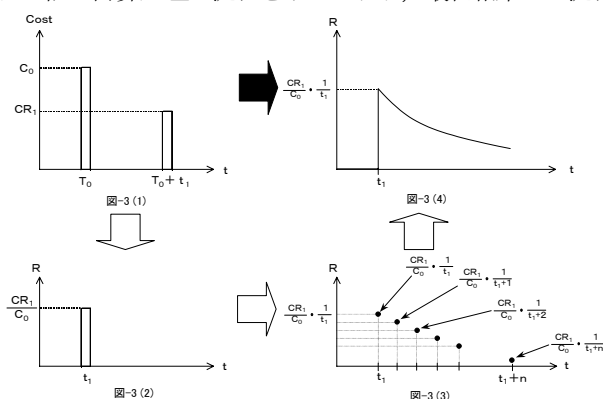 Cost
C₀
CR₁
T₀
T₀+ t₁
t
図-3 (1)
R
CR₁/C₀ ・ 1/t₁
t₁
t
図-3 (4)
R
CR₁/C₀
t₁
t
図-3 (2)
R
CR₁/C₀ ・ 1/t₁
CR₁/C₀ ・ 1/t₁
CR₁/C₀ ・ 1/t₁+1
CR₁/C₀ ・ 1/t₁+2
CR₁/C₀ ・ 1/t₁+n
t₁
t₁+n
t
図-3 (3)